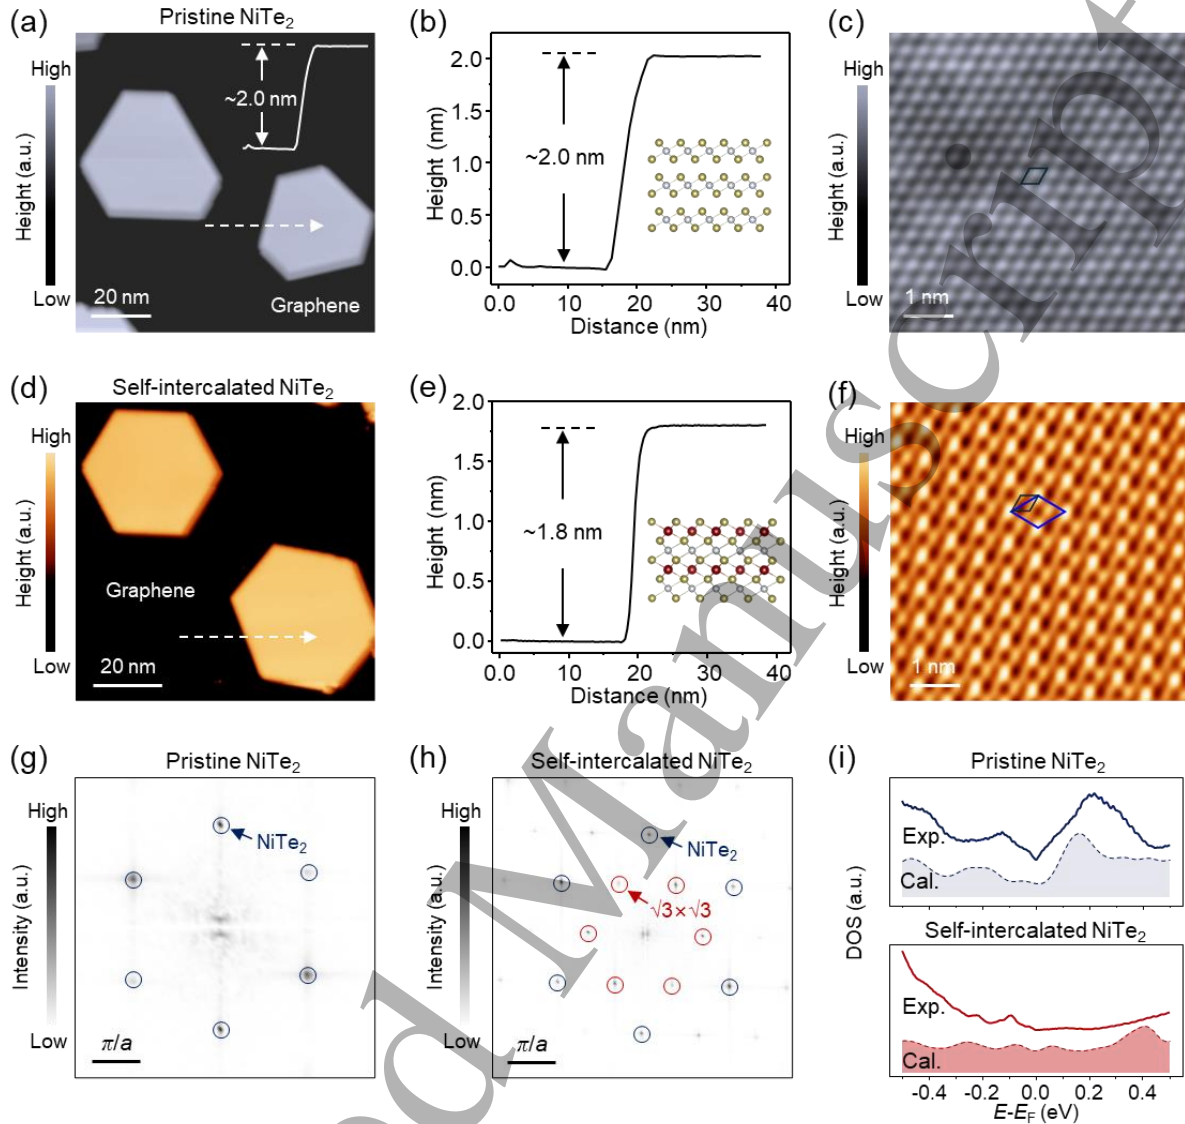 (a)
Pristine NiTe₂
High
Height (a.u.)
Low
~2.0 nm
20 nm
Graphene
(b)
Height (nm)
2.0
1.5
1.0
0.5
0.0
~2.0 nm
0.0 10 20 30 40
Distance (nm)
(c)
High
Height (a.u.)
Low
1 nm
(d)
Self-intercalated NiTe₂
High
Height (a.u.)
Low
Graphene
20 nm
(e)
Height (nm)
2.0
1.5
1.0
0.5
0.0
~1.8 nm
0.0 10 20 30 40
Distance (nm)
(f)
High
Height (a.u.)
Low
1 nm
(g)
Pristine NiTe₂
High
Intensity (a.u.)
Low
NiTe₂
π/a
(h)
Self-intercalated NiTe₂
High
Intensity (a.u.)
Low
NiTe₂
√3×√3
π/a
(i)
Pristine NiTe₂
Exp.
Cal.
DOS (a.u.)
Self-intercalated NiTe₂
Exp.
Cal.
-0.4 -0.2 0.0 0.2 0.4
E-E_F (eV)
d Manuscript